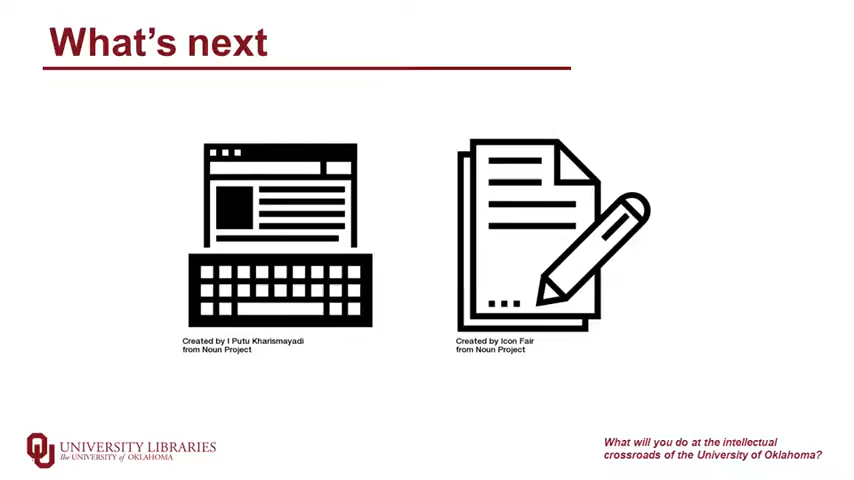 What's next
Created by I Putu Kharismayadi
from Noun Project
Created by Icon Fair
from Noun Project
UNIVERSITY LIBRARIES
The UNIVERSITY of OKLAHOMA
What will you do at the intellectual
crossroads of the University of Oklahoma?